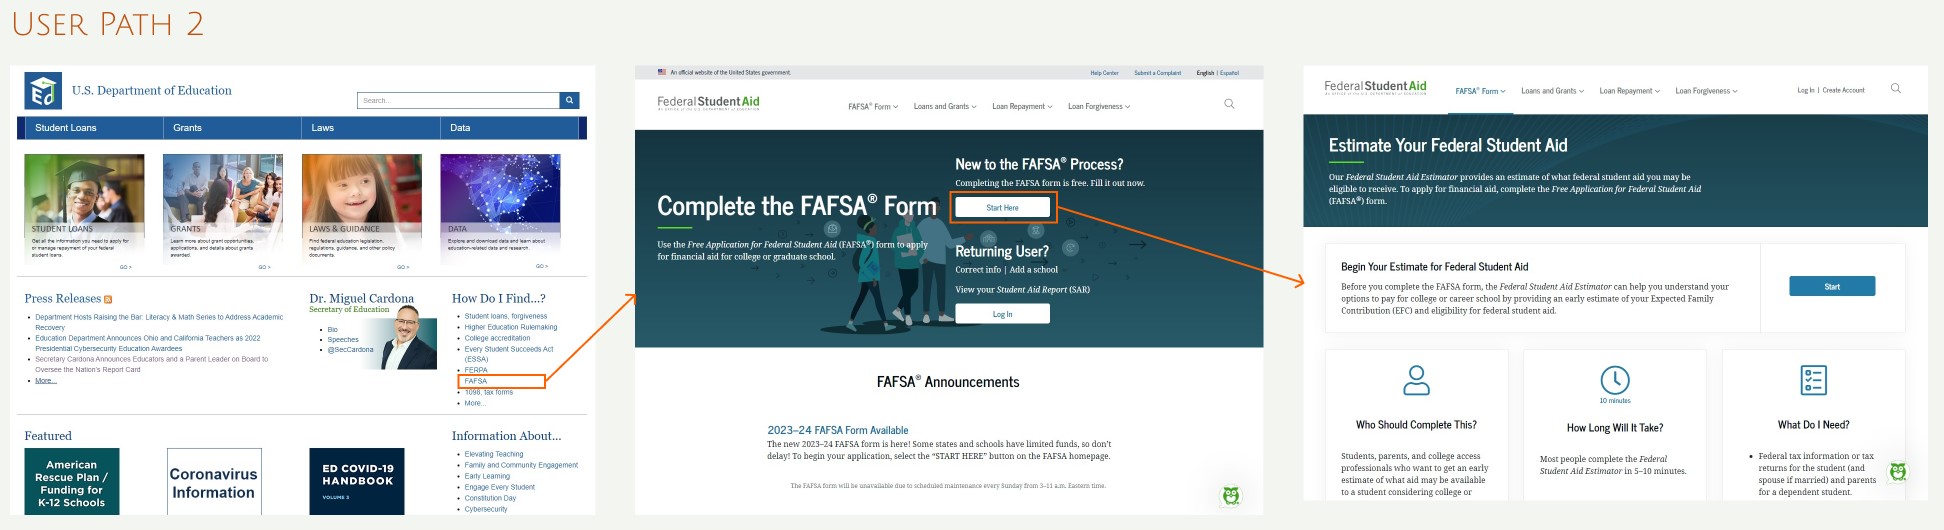 USER PATH 2
U.S. Department of Education
Search...
Student Loans
Grants
Laws
Data
STUDENT LOANS
Get all the information you need to apply for
or manage repayment of your federal
student loans.
GO >
GRANTS
Learn more about grant opportunities,
applications, and details about grants
awarded.
GO >
LAWS & GUIDANCE
Find federal education legislation,
regulations, guidance, and other policy
documents.
GO >
DATA
Explore and download data and learn about
education-related data and research.
GO >
Press Releases
Department Hosts Raising the Bar: Literacy & Math Series to Address Academic
Recovery
Education Department Announces Ohio and California Teachers as 2022
Presidential Cybersecurity Education Awardees
Secretary Cardona Announces Educators and a Parent Leader on Board to
Oversee the Nation's Report Card
More...
Dr. Miguel Cardona
Secretary of Education
Bio
Speeches
@SecCardona
How Do I Find...?
Student loans, forgiveness
Higher Education Rulemaking
College accreditation
Every Student Succeeds Act
(ESSA)
FERPA
FAFSA
1098, tax forms
More...
Featured
American
Rescue Plan /
Funding for
K-12 Schools
Coronavirus
Information
ED COVID-19
HANDBOOK
VOLUME 3
Information About...
Elevating Teaching
Family and Community Engagement
Early Learning
Engage Every Student
Constitution Day
Cybersecurity
An official website of the United States government.
Help Center
Submit a Complaint
English | Español
Federal Student Aid
FAFSA® Form
Loans and Grants
Loan Repayment
Loan Forgiveness
Complete the FAFSA® Form
Use the Free Application for Federal Student Aid (FAFSA®) form to apply
for financial aid for college or graduate school.
New to the FAFSA® Process?
Completing the FAFSA form is free. Fill it out now.
Start Here
Returning User?
Correct info | Add a school
View your Student Aid Report (SAR)
Log In
FAFSA® Announcements
2023–24 FAFSA Form Available
The new 2023–24 FAFSA form is here! Some states and schools have limited funds, so don't
delay! To begin your application, select the "START HERE" button on the FAFSA homepage.
The FAFSA form will be unavailable due to scheduled maintenance every Sunday from 3–11 a.m. Eastern time.
Federal Student Aid
FAFSA® Form
Loans and Grants
Loan Repayment
Loan Forgiveness
Log In | Create Account
Estimate Your Federal Student Aid
Our Federal Student Aid Estimator provides an estimate of what federal student aid you may be
eligible to receive. To apply for financial aid, complete the Free Application for Federal Student Aid
(FAFSA®) form.
Begin Your Estimate for Federal Student Aid
Before you complete the FAFSA form, the Federal Student Aid Estimator can help you understand your
options to pay for college or career school by providing an early estimate of your Expected Family
Contribution (EFC) and eligibility for federal student aid.
Start
Who Should Complete This?
Students, parents, and college access
professionals who want to get an early
estimate of what aid may be available
to a student considering college or
10 minutes
How Long Will It Take?
Most people complete the Federal
Student Aid Estimator in 5–10 minutes.
What Do I Need?
Federal tax information or tax
returns for the student (and
spouse if married) and parents
for a dependent student.